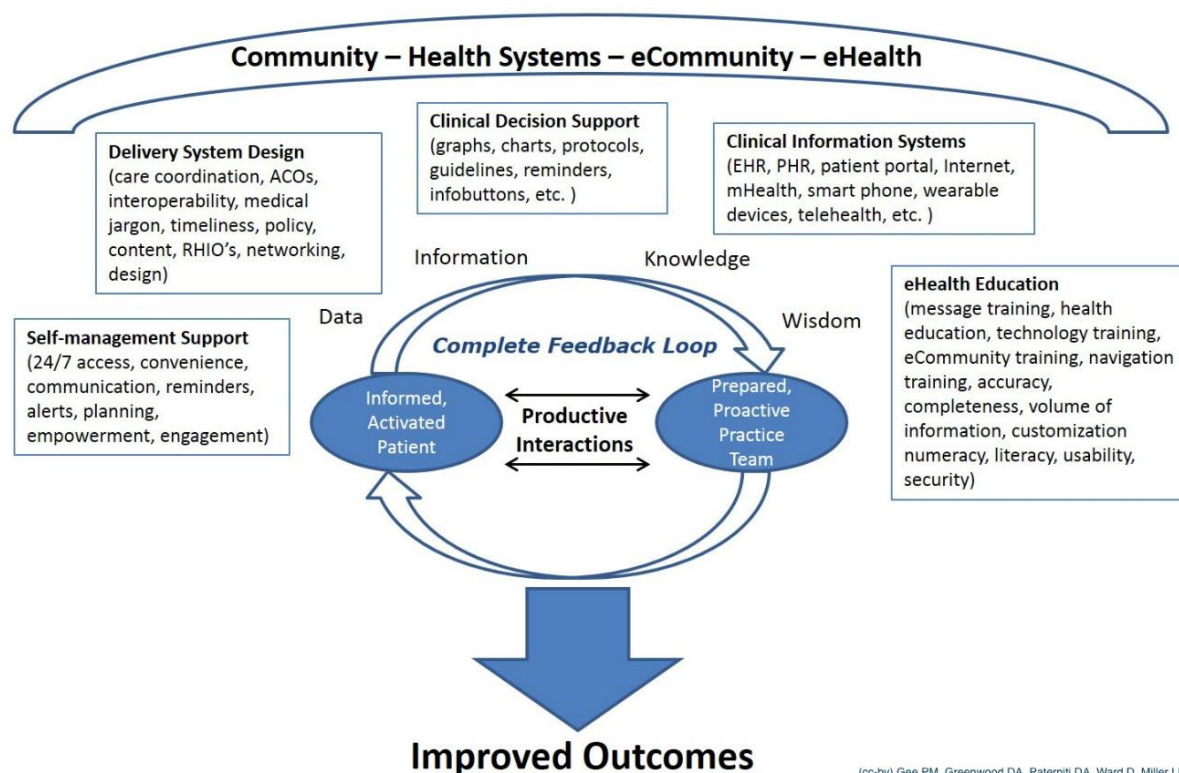 Community – Health Systems – eCommunity – eHealth
Delivery System Design
(care coordination, ACOs,
interoperability, medical
jargon, timeliness, policy,
content, RHIO's, networking,
design)
Clinical Decision Support
(graphs, charts, protocols,
guidelines, reminders,
infobuttons, etc. )
Clinical Information Systems
(EHR, PHR, patient portal, Internet,
mHealth, smart phone, wearable
devices, telehealth, etc. )
Self-management Support
(24/7 access, convenience,
communication, reminders,
alerts, planning,
empowerment, engagement)
Data
Information
Knowledge
Wisdom
eHealth Education
(message training, health
education, technology training,
eCommunity training, navigation
training, accuracy,
completeness, volume of
information, customization
numeracy, literacy, usability,
security)
Complete Feedback Loop
Informed,
Activated
Patient
Productive
Interactions
Prepared,
Proactive
Practice
Team
Improved Outcomes
(cc-by) Gee PM, Greenwood DA, Paterniti DA, Ward D, Miller